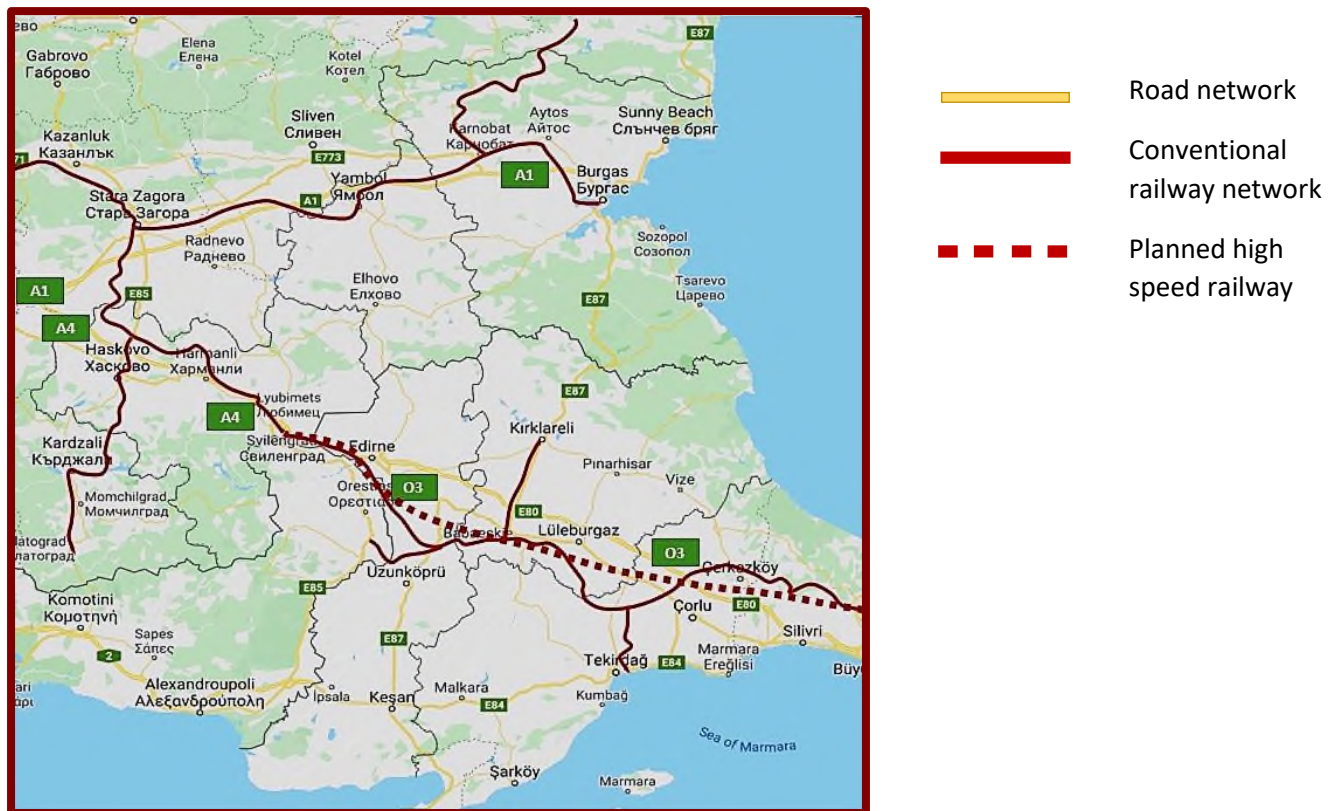 Elena
Елена
E87
Gabrovo
Габрово
Kotel
Котел
E85
Kazanluk
Казанлък
71
Sliven
Сливен
E773
Karnobat
Карнобат
Aytos
Айтос
Sunny Beach
Слънчев бряг
Yambol
Ямбол
A1
Burgas
Бургас
Stara Zagora
Стара Загора
A1
Radnevo
Раднево
Sozopol
Созопол
Elhovo
Елхово
Tsarevo
Царево
A1
E85
E87
A4
Haskovo
Хасково
Harmanli
Харманли
E87
Lyubimets
Любимец
A4
Kırklareli
Svilengrad
Свиленград
Edirne
Kardzali
Кърджали
Pınarhisar
Vize
O3
Momchilgrad
Момчилград
E80
Babaeski
Lüleburgaz
O3
Çerkezköy
Uzunköprü
E85
Komotini
Κομοτηνή
E80
Çorlu
Sapes
Σάπες
E87
Silivri
2
Tekirdağ
E84
Marmara
Ereğlisi
Alexandroupoli
Αλεξανδρούπολη
İpsala
Keşan
Malkara
E84
Kumbağ
Sea of Marmara
Şarköy
Marmara
Road network
Conventional
railway network
Planned high
speed railway